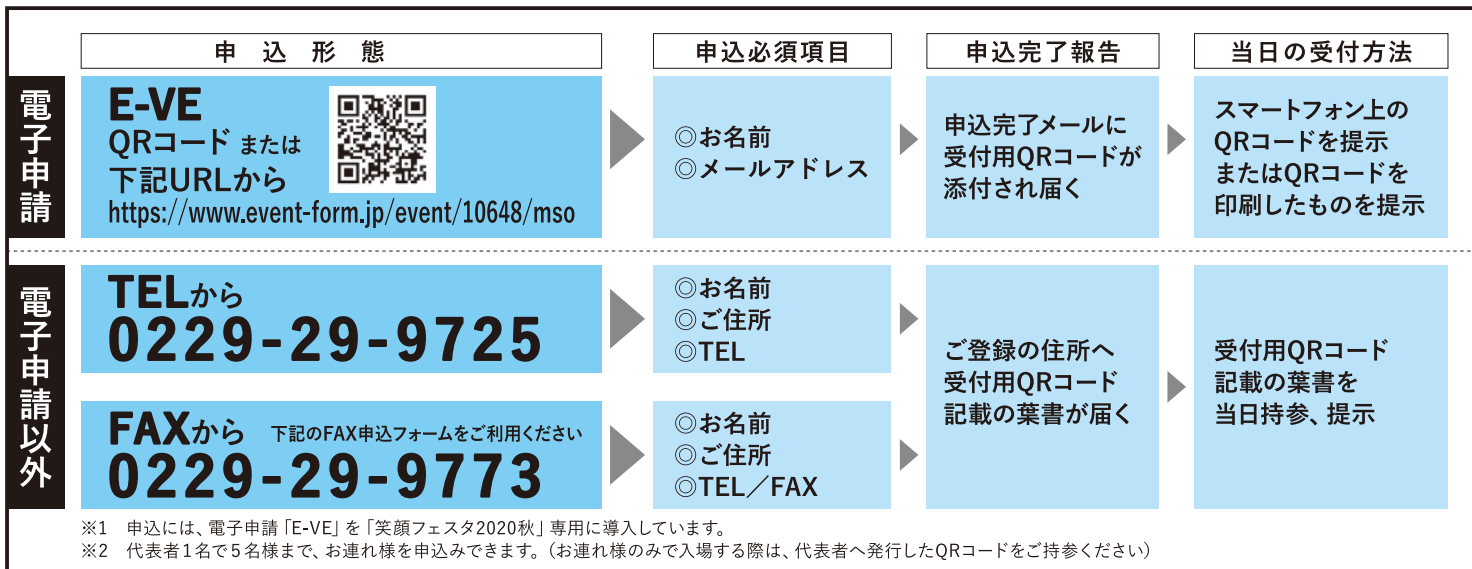 申込形態
申込必須項目
申込完了報告
当日の受付方法
電子申請
E-VE
QRコード または
下記URLから
https://www.event-form.jp/event/10648/mso
◎お名前
◎メールアドレス
申込完了メールに
受付用QRコードが
添付され届く
スマートフォン上の
QRコードを提示
またはQRコードを
印刷したものを提示
電子申請以外
TELから
0229-29-9725
◎お名前
◎ご住所
◎TEL
FAXから 下記のFAX申込フォームをご利用ください
0229-29-9773
◎お名前
◎ご住所
◎TEL／FAX
ご登録の住所へ
受付用QRコード
記載の葉書が届く
受付用QRコード
記載の葉書を
当日持参、提示
※1 申込には、電子申請「E-VE」を「笑顔フェスタ2020秋」専用に導入しています。
※2 代表者1名で5名様まで、お連れ様を申込みできます。（お連れ様のみで入場する際は、代表者へ発行したQRコードをご持参ください）